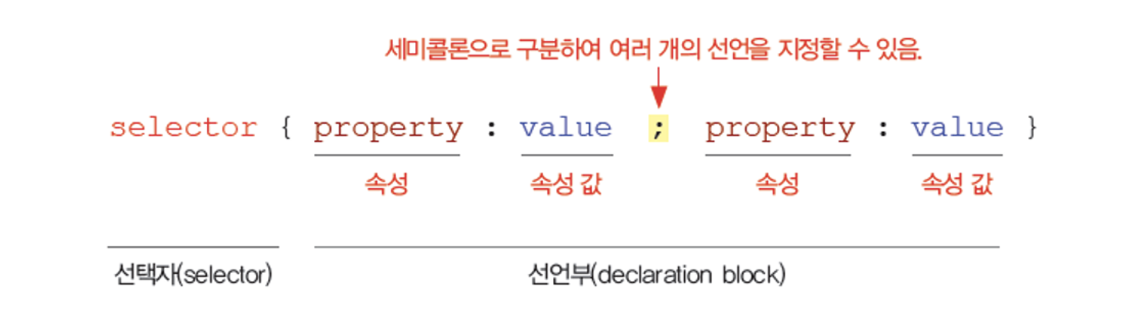 세미콜론으로 구분하여 여러 개의 선언을 지정할 수 있음.
selector { property : value ; property : value }
속성 속성 값 속성 속성 값
선택자(selector) 선언부(declaration block)